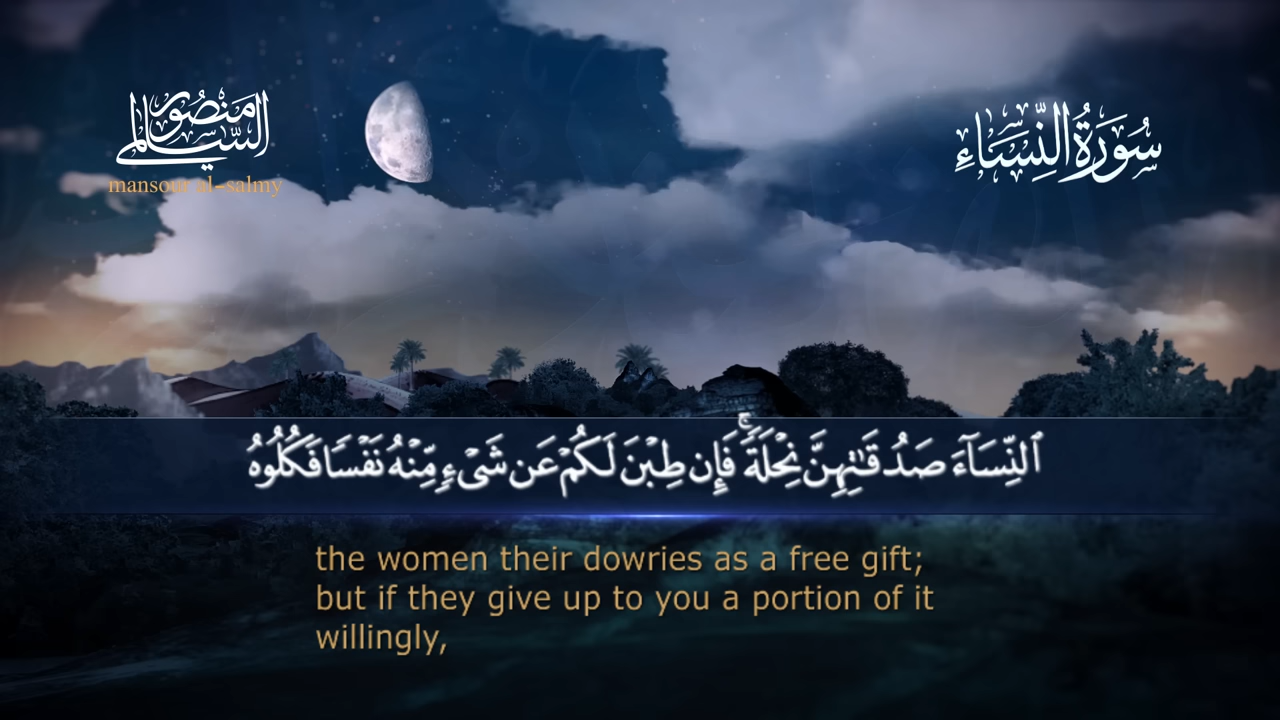 منصور السالمي
mansour al-salmy
سُورَةُ النِّسَاءِ
ٱلنِّسَآءَ صَدُقَٰتِهِنَّ نِحْلَةًۚ فَإِن طِبْنَ لَكُمْ عَن شَىْءٍ مِّنْهُ نَفْسًا فَكُلُوهُ
the women their dowries as a free gift;
but if they give up to you a portion of it
willingly,